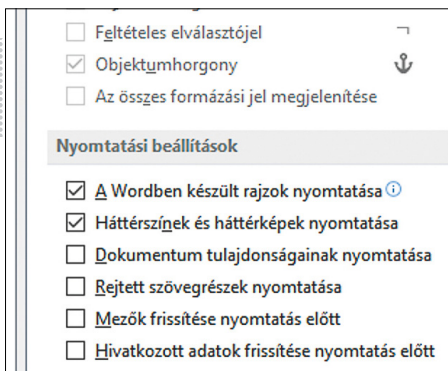 Feltételes elválasztójel
Objektumhorgony
Az összes formázási jel megjelenítése
Nyomtatási beállítások
A Wordben készült rajzok nyomtatása
Háttérszínek és háttérképek nyomtatása
Dokumentum tulajdonságainak nyomtatása
Rejtett szövegrészek nyomtatása
Mezők frissítése nyomtatás előtt
Hivatkozott adatok frissítése nyomtatás előtt